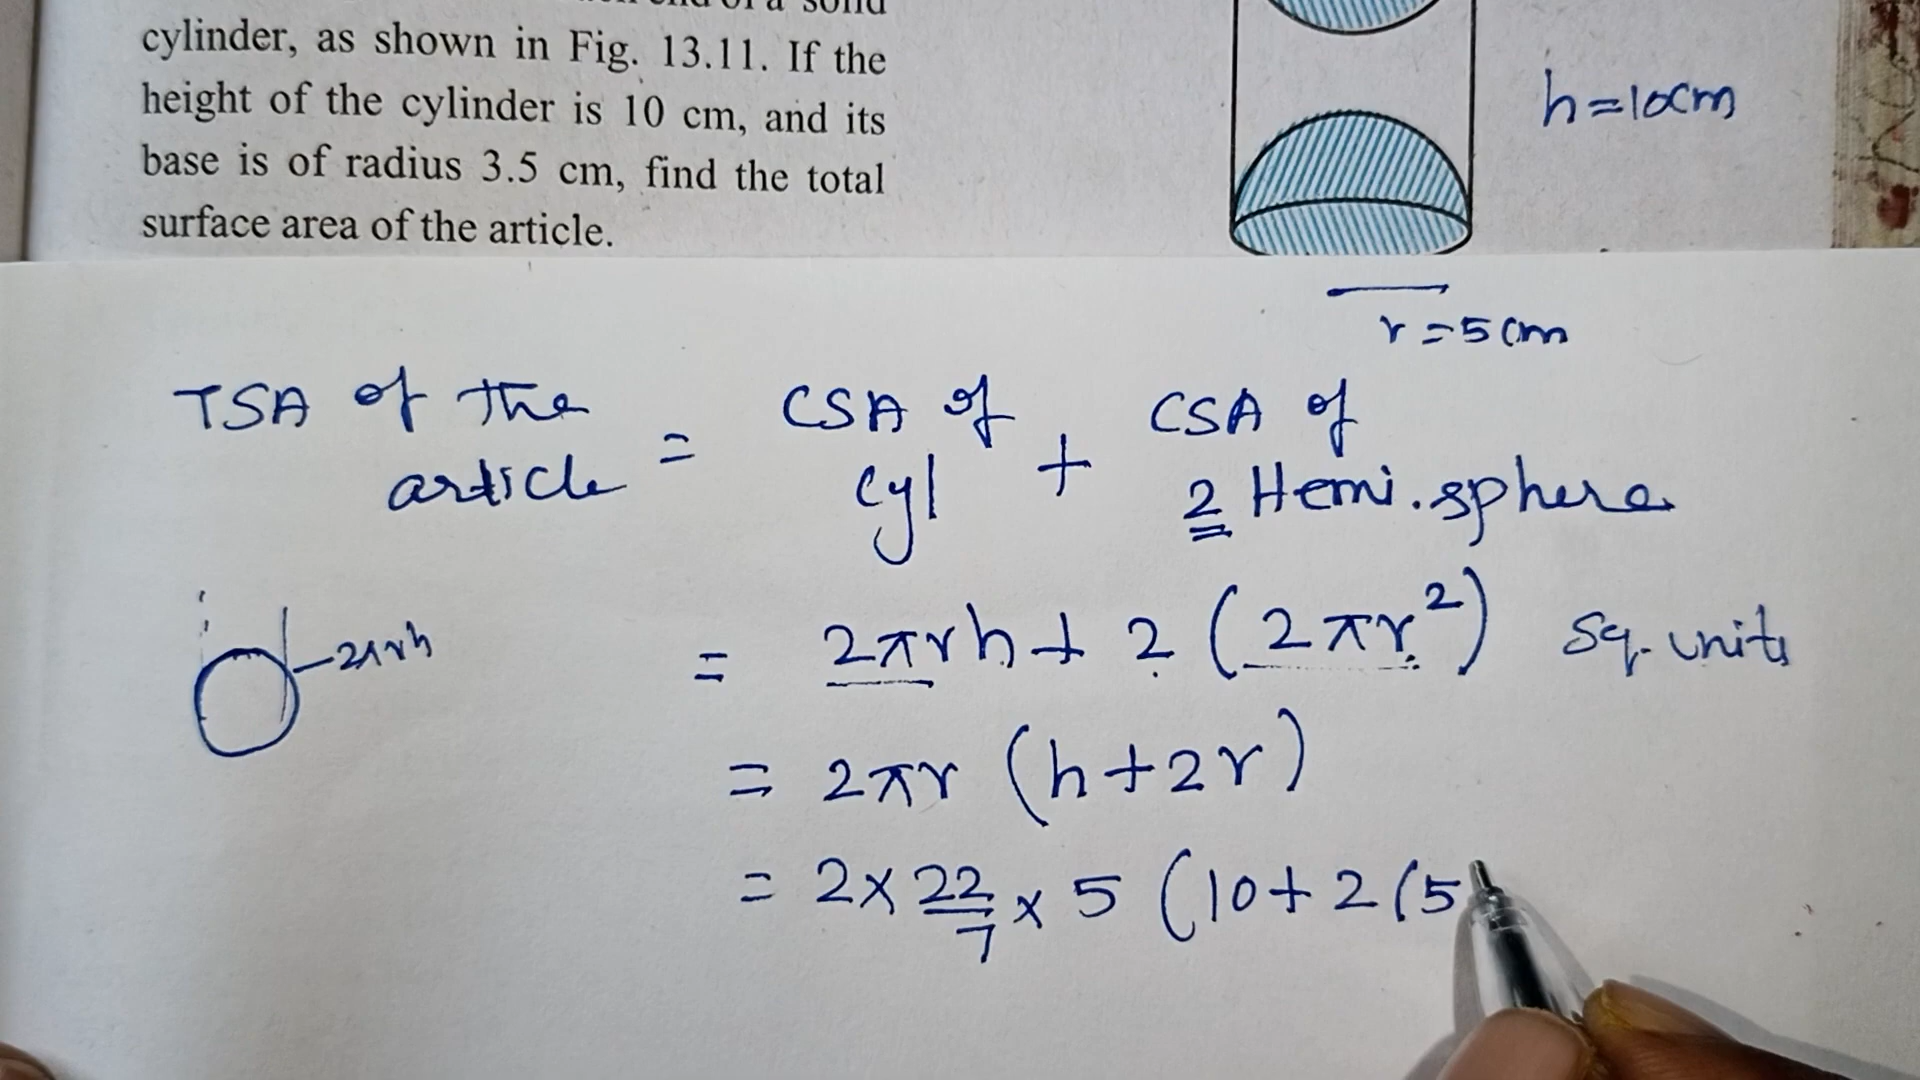 of a solid
cylinder, as shown in Fig. 13.11. If the
height of the cylinder is 10 cm, and its
base is of radius 3.5 cm, find the total
surface area of the article.
h=10cm
r=5cm
TSA of the article = CSA of cyl + CSA of 2 Hemi.sphere
2πrh
= 2πrh + 2 (2πr²) Sq. units
= 2πr (h+2r)
= 2 × 22/7 × 5 (10+2(5